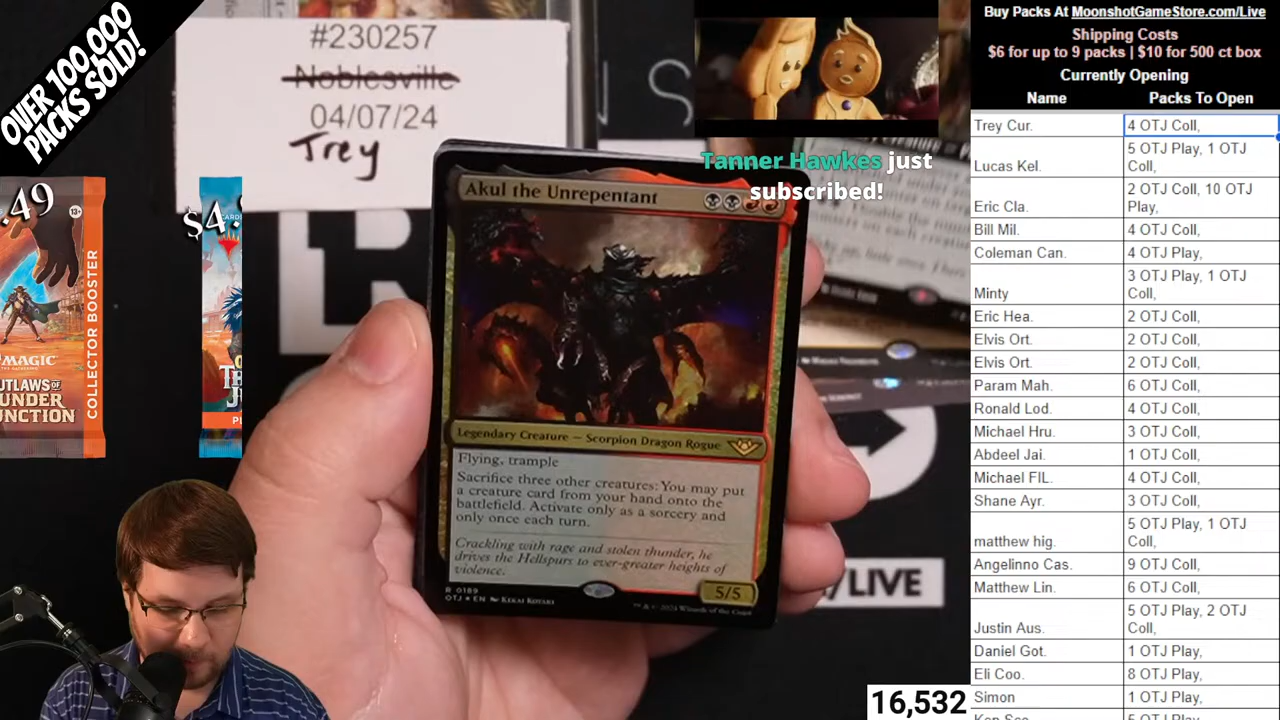 OVER 100,000
PACKS SOLD!
#230257
Noblesville
04/07/24
Trey
Tanner Hawkes just
subscribed!
.49
$4.
COLLECTOR BOOSTER
MAGIC
OUTLAWS OF
UNDER
JUNCTION
Akul the Unrepentant
Legendary Creature — Scorpion Dragon Rogue
Flying, trample
Sacrifice three other creatures: You may put
a creature card from your hand onto the
battlefield. Activate only as a sorcery and
only once each turn.
Crackling with rage and stolen thunder, he
drives the Hellspurs to ever-greater heights of
violence.
5/5
R 0189
OTJ ★ EN Kekai Kotaki
/LIVE
16,532
Buy Packs At MoonshotGameStore.com/Live
Shipping Costs
$6 for up to 9 packs | $10 for 500 ct box
Currently Opening
Name Packs To Open
Trey Cur. 4 OTJ Coll,
Lucas Kel. 5 OTJ Play, 1 OTJ
Coll,
Eric Cla. 2 OTJ Coll, 10 OTJ
Play,
Bill Mil. 4 OTJ Coll,
Coleman Can. 4 OTJ Play,
Minty 3 OTJ Play, 1 OTJ
Coll,
Eric Hea. 2 OTJ Coll,
Elvis Ort. 2 OTJ Coll,
Elvis Ort. 2 OTJ Coll,
Param Mah. 6 OTJ Coll,
Ronald Lod. 4 OTJ Coll,
Michael Hru. 3 OTJ Coll,
Abdeel Jai. 1 OTJ Coll,
Michael FIL. 4 OTJ Coll,
Shane Ayr. 3 OTJ Coll,
matthew hig. 5 OTJ Play, 1 OTJ
Coll,
Angelinno Cas. 9 OTJ Coll,
Matthew Lin. 6 OTJ Coll,
Justin Aus. 5 OTJ Play, 2 OTJ
Coll,
Daniel Got. 1 OTJ Play,
Eli Coo. 8 OTJ Play,
Simon 1 OTJ Play,